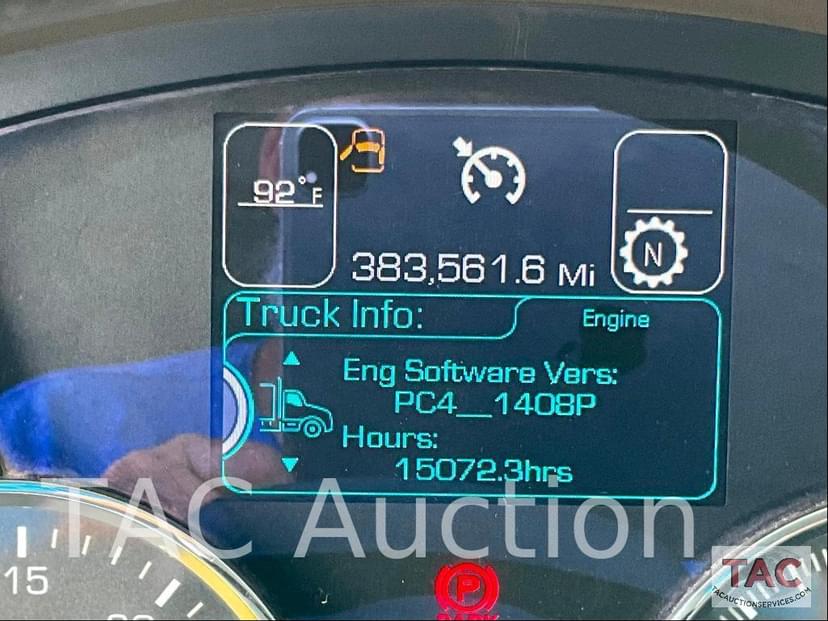 92°F
383,561.6 Mi
N
Truck Info:
Engine
Eng Software Vers:
PC4__1408P
Hours:
15072.3hrs
TAC Auction
15
P
PARK
TAC
TACAUCTIONSERVICES.COM